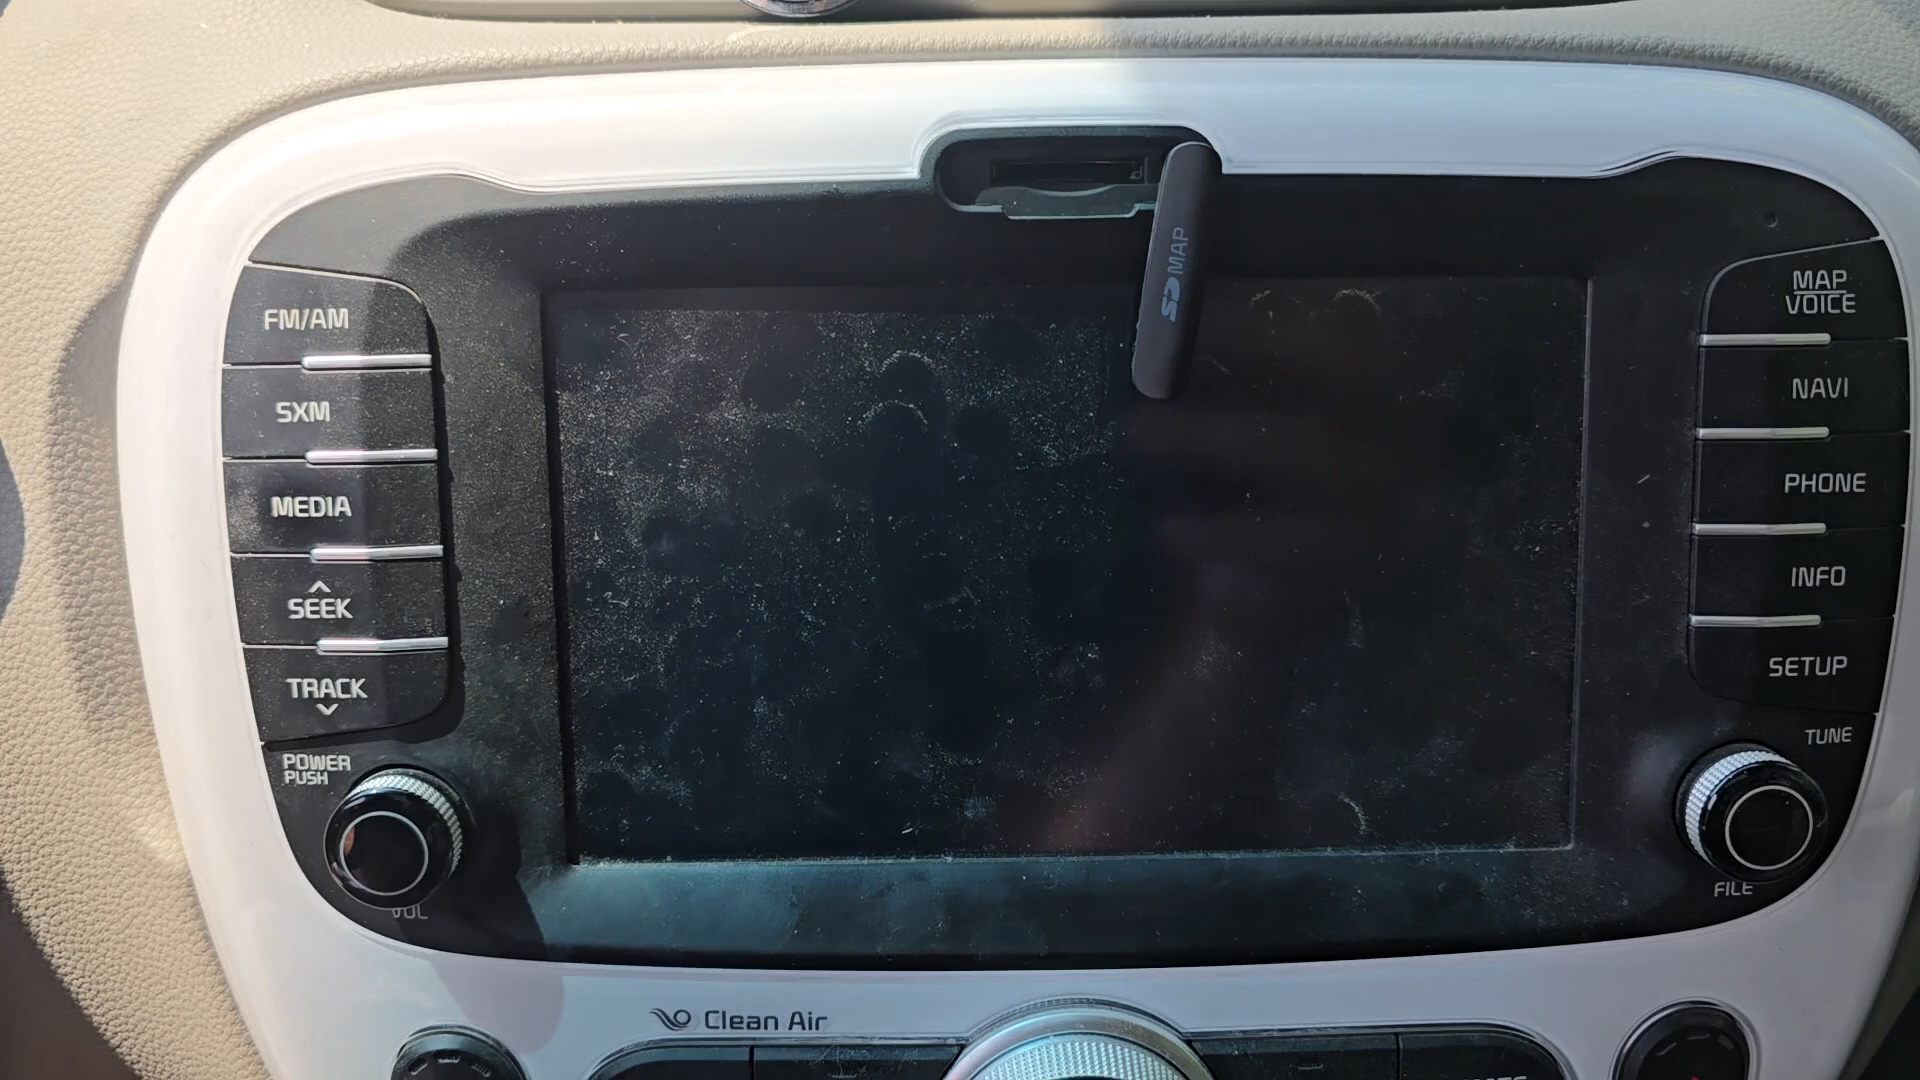 SD MAP
FM/AM
SXM
MEDIA
SEEK
TRACK
POWER
PUSH
VOL
MAP
VOICE
NAVI
PHONE
INFO
SETUP
TUNE
FILE
Clean Air